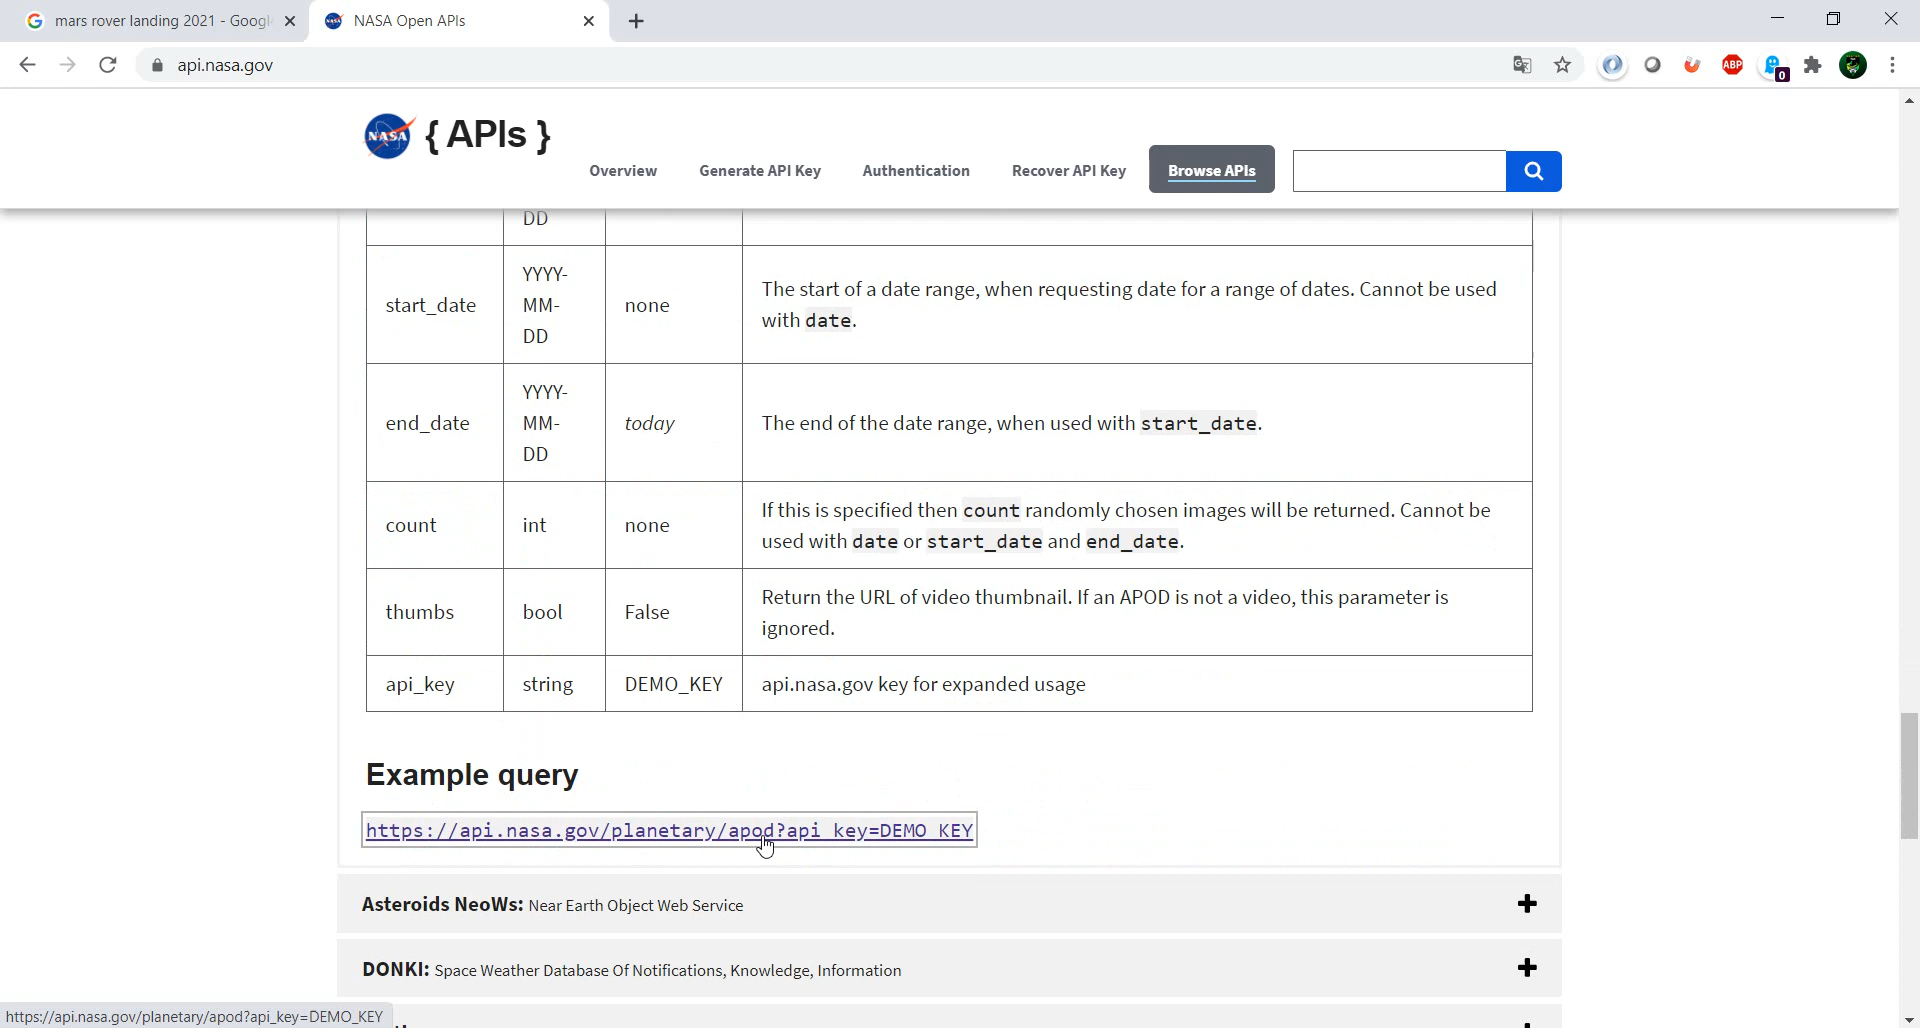 mars rover landing 2021 - Googl
NASA Open APIs
api.nasa.gov
ABP
0
NASA
{ APIs }
Overview
Generate API Key
Authentication
Recover API Key
Browse APIs
DD
start_date
YYYY-
MM-
DD
none
The start of a date range, when requesting date for a range of dates. Cannot be used
with date.
end_date
YYYY-
MM-
DD
today
The end of the date range, when used with start_date.
count
int
none
If this is specified then count randomly chosen images will be returned. Cannot be
used with date or start_date and end_date.
thumbs
bool
False
Return the URL of video thumbnail. If an APOD is not a video, this parameter is
ignored.
api_key
string
DEMO_KEY
api.nasa.gov key for expanded usage
Example query
https://api.nasa.gov/planetary/apod?api_key=DEMO_KEY
Asteroids NeoWs: Near Earth Object Web Service
DONKI: Space Weather Database Of Notifications, Knowledge, Information
https://api.nasa.gov/planetary/apod?api_key=DEMO_KEY